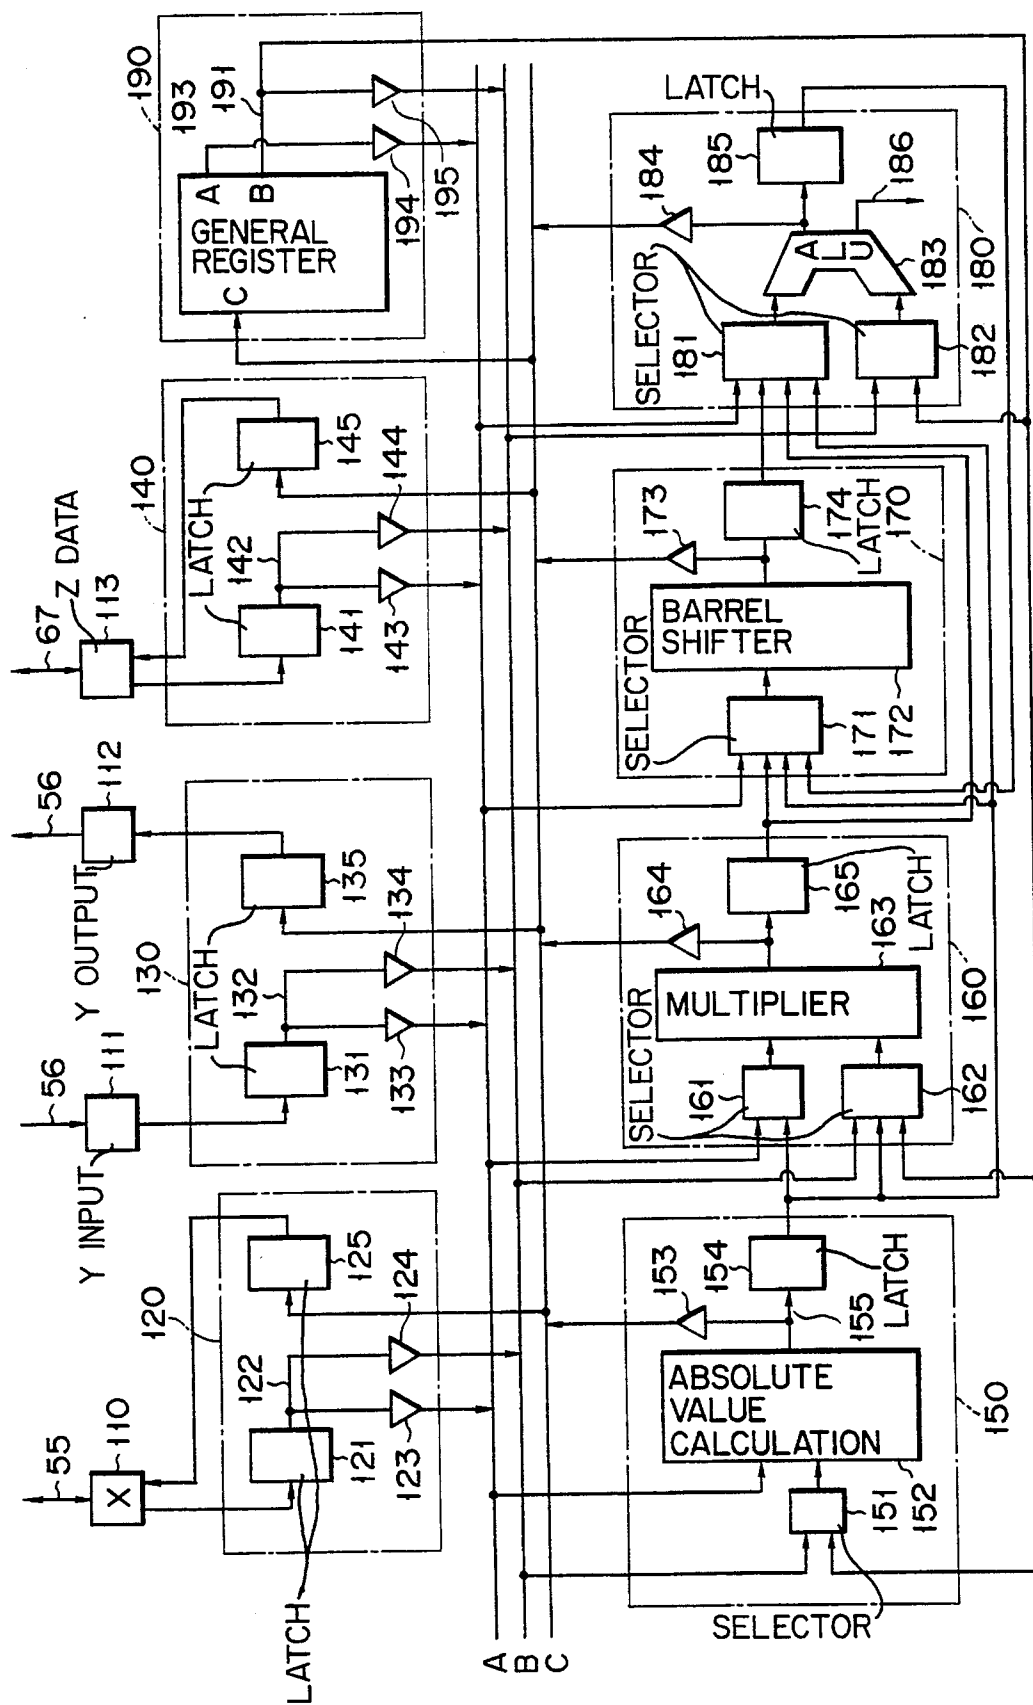 55
X
110
120
121
122
123
124
125
LATCH
Y INPUT
56
111
Y OUTPUT
56
112
130
LATCH
131
132
133
134
135
67
Z DATA
113
140
LATCH
141
142
143
144
145
190
193
191
A
B
C
GENERAL
REGISTER
194
195
A
B
C
SELECTOR
151
152
ABSOLUTE
VALUE
CALCULATION
153
154
155
LATCH
150
SELECTOR
161
162
MULTIPLIER
163
164
165
LATCH
160
SELECTOR
171
172
BARREL
SHIFTER
173
174
LATCH
170
SELECTOR
181
182
ALU
183
184
LATCH
185
186
180